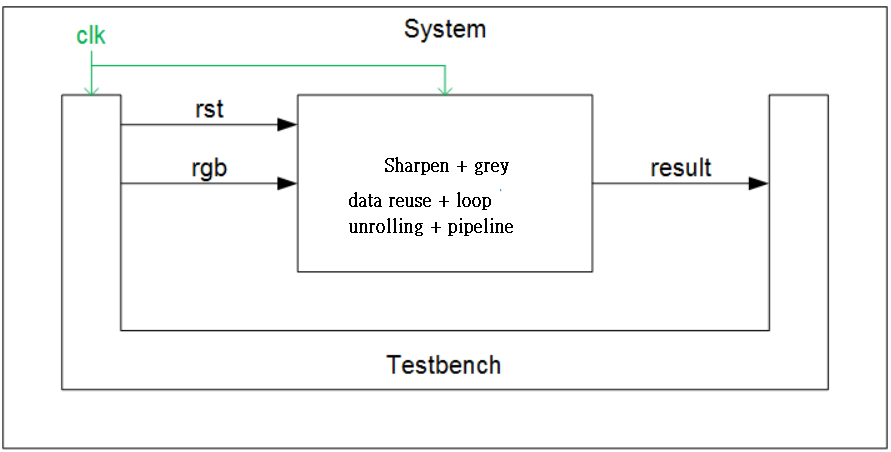 System
clk
rst
rgb
Sharpen + grey
data reuse + loop
unrolling + pipeline
result
Testbench